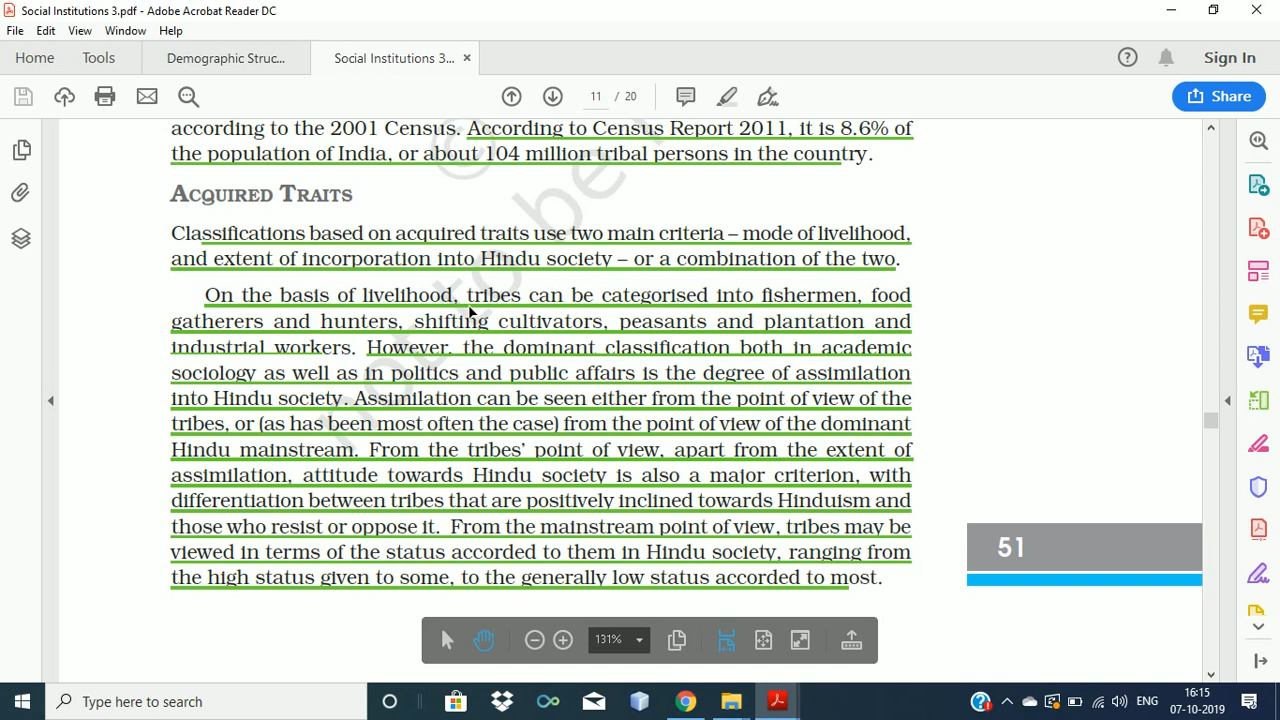 Social Institutions 3.pdf - Adobe Acrobat Reader DC
File Edit View Window Help
Home Tools Demographic Struc... Social Institutions 3... × Sign In
11 / 20 Share
according to the 2001 Census. According to Census Report 2011, it is 8.6% of
the population of India, or about 104 million tribal persons in the country.
ACQUIRED TRAITS
Classifications based on acquired traits use two main criteria – mode of livelihood,
and extent of incorporation into Hindu society – or a combination of the two.
On the basis of livelihood, tribes can be categorised into fishermen, food
gatherers and hunters, shifting cultivators, peasants and plantation and
industrial workers. However, the dominant classification both in academic
sociology as well as in politics and public affairs is the degree of assimilation
into Hindu society. Assimilation can be seen either from the point of view of the
tribes, or (as has been most often the case) from the point of view of the dominant
Hindu mainstream. From the tribes' point of view, apart from the extent of
assimilation, attitude towards Hindu society is also a major criterion, with
differentiation between tribes that are positively inclined towards Hinduism and
those who resist or oppose it. From the mainstream point of view, tribes may be
viewed in terms of the status accorded to them in Hindu society, ranging from
the high status given to some, to the generally low status accorded to most.
51
not to be
©
131%
Type here to search
ENG
16:15
07-10-2019